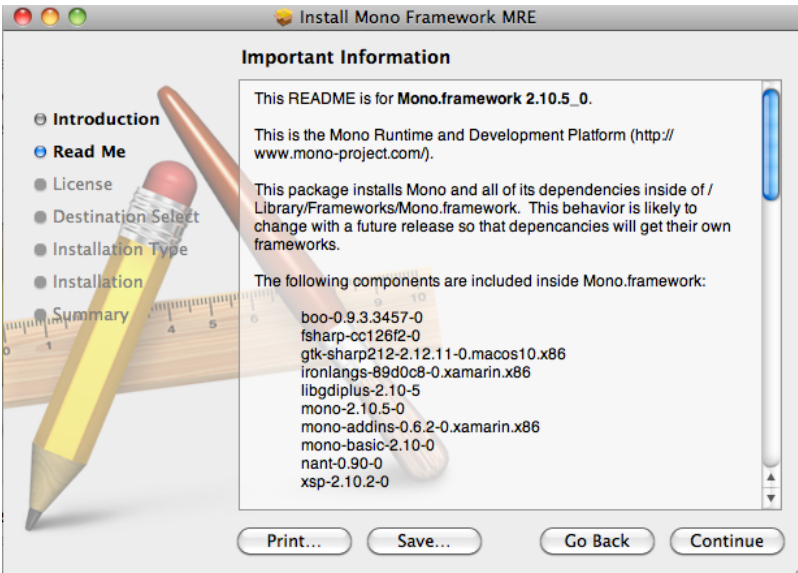 Install Mono Framework MRE
Important Information
Introduction
Read Me
License
Destination Select
Installation Type
Installation
Summary
This README is for Mono.framework 2.10.5_0.
This is the Mono Runtime and Development Platform (http://
www.mono-project.com/).
This package installs Mono and all of its dependencies inside of /
Library/Frameworks/Mono.framework.  This behavior is likely to
change with a future release so that depencancies will get their own
frameworks.
The following components are included inside Mono.framework:
boo-0.9.3.3457-0
fsharp-cc126f2-0
gtk-sharp212-2.12.11-0.macos10.x86
ironlangs-89d0c8-0.xamarin.x86
libgdiplus-2.10-5
mono-2.10.5-0
mono-addins-0.6.2-0.xamarin.x86
mono-basic-2.10-0
nant-0.90-0
xsp-2.10.2-0
0 1 4 5 6 9 10
Print...
Save...
Go Back
Continue